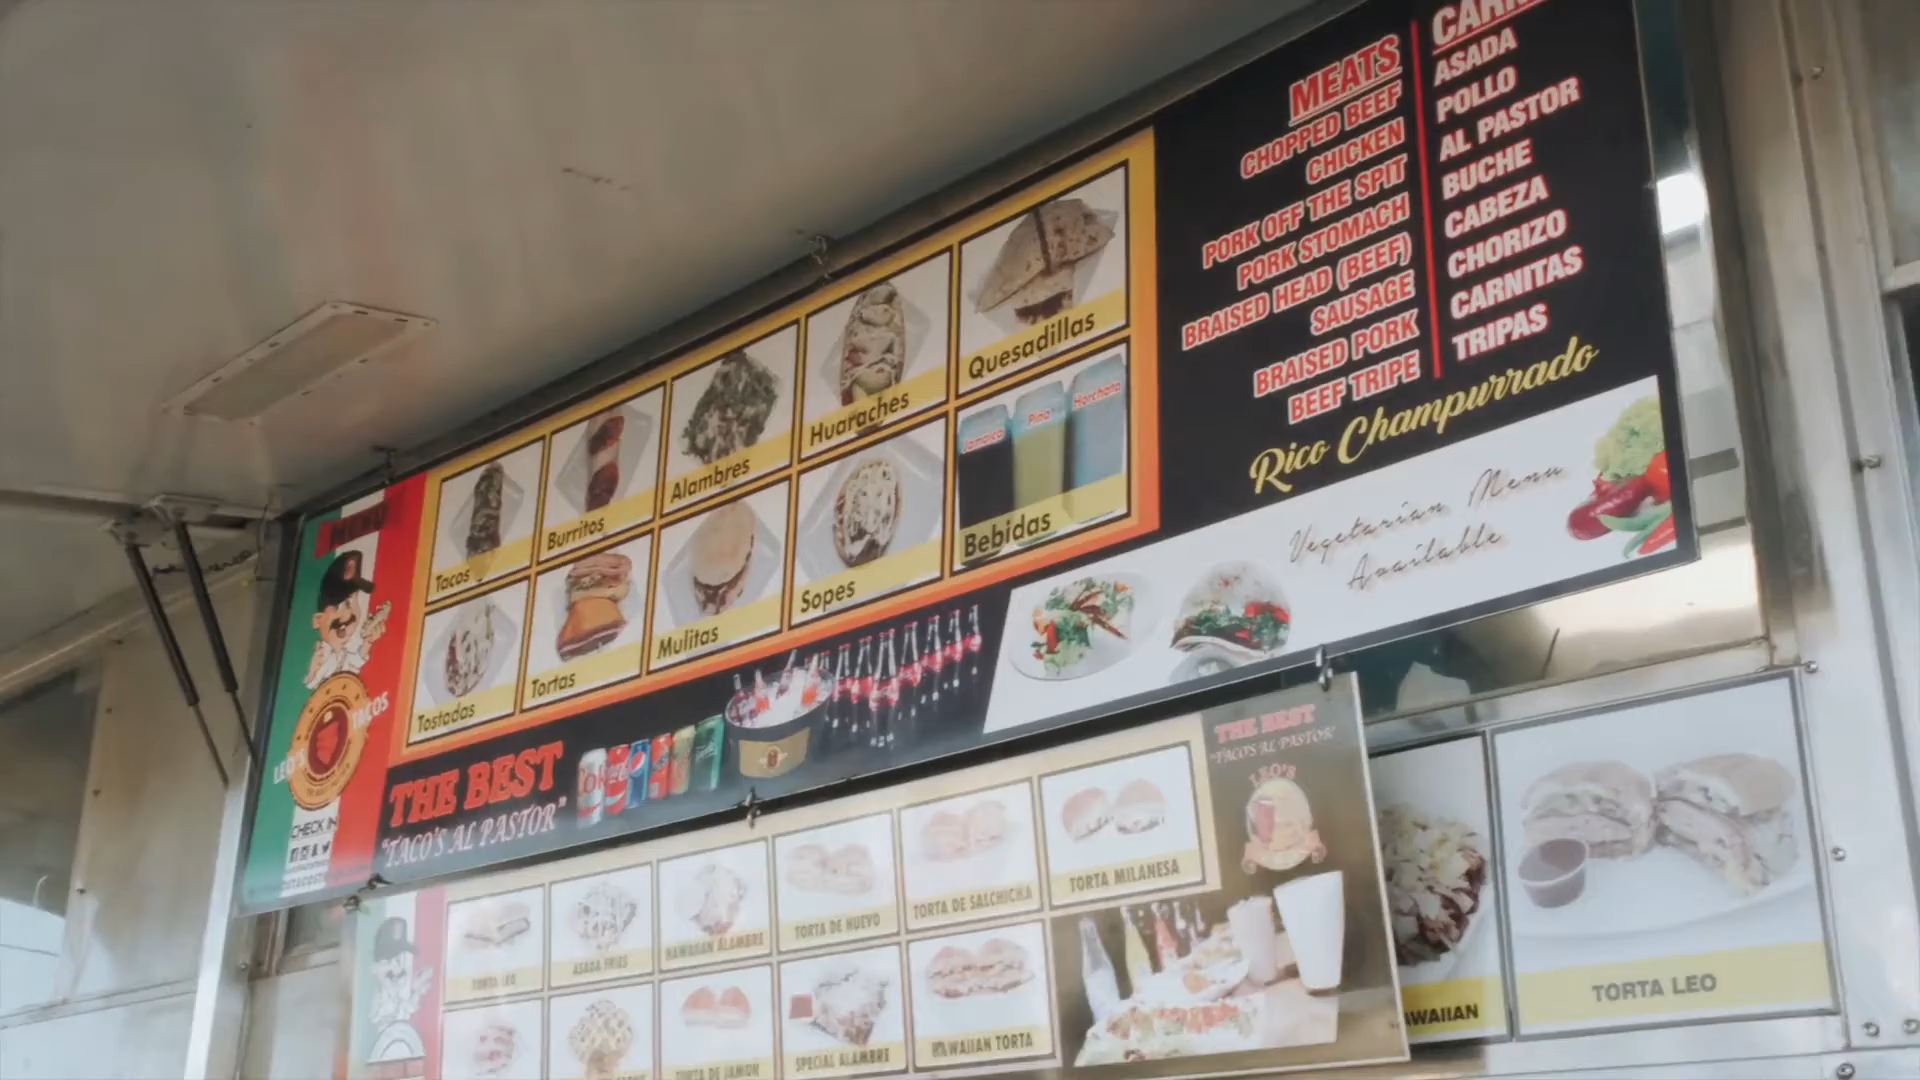 MENU
LEO'S TACOS
CHECK IN
THE BEST
"TACO'S AL PASTOR"
Tacos
Burritos
Alambres
Huaraches
Quesadillas
Tostadas
Tortas
Mulitas
Sopes
Jamaica
Piña
Horchata
Bebidas
MEATS
CHOPPED BEEF
CHICKEN
PORK OFF THE SPIT
PORK STOMACH
BRAISED HEAD (BEEF)
SAUSAGE
BRAISED PORK
BEEF TRIPE
ASADA
POLLO
AL PASTOR
BUCHE
CABEZA
CHORIZO
CARNITAS
TRIPAS
Rico Champurrado
Vegetarian Menu
Available
TORTA LEO
ASADA FRIES
HAWAIIAN ALAMBRE
TORTA DE HUEVO
TORTA DE SALCHICHA
TORTA MILANESA
TORTA DE JAMON
SPECIAL ALAMBRE
HAWAIIAN TORTA
THE BEST
"TACO'S AL PASTOR"
LEO'S
AWAIIAN
TORTA LEO